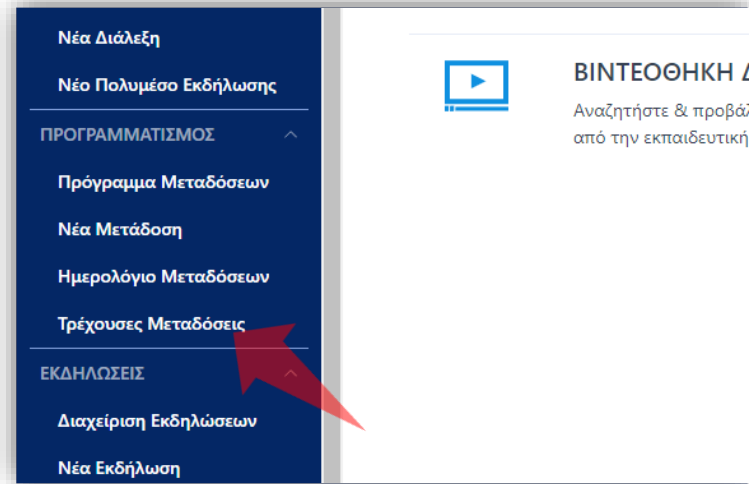 Νέα Διάλεξη
Νέο Πολυμέσο Εκδήλωσης
ΠΡΟΓΡΑΜΜΑΤΙΣΜΟΣ
Πρόγραμμα Μεταδόσεων
Νέα Μετάδοση
Ημερολόγιο Μεταδόσεων
Τρέχουσες Μεταδόσεις
ΕΚΔΗΛΩΣΕΙΣ
Διαχείριση Εκδηλώσεων
Νέα Εκδήλωση
ΒΙΝΤΕΟΘΗΚΗ
Αναζητήστε & προβάλ
από την εκπαιδευτική